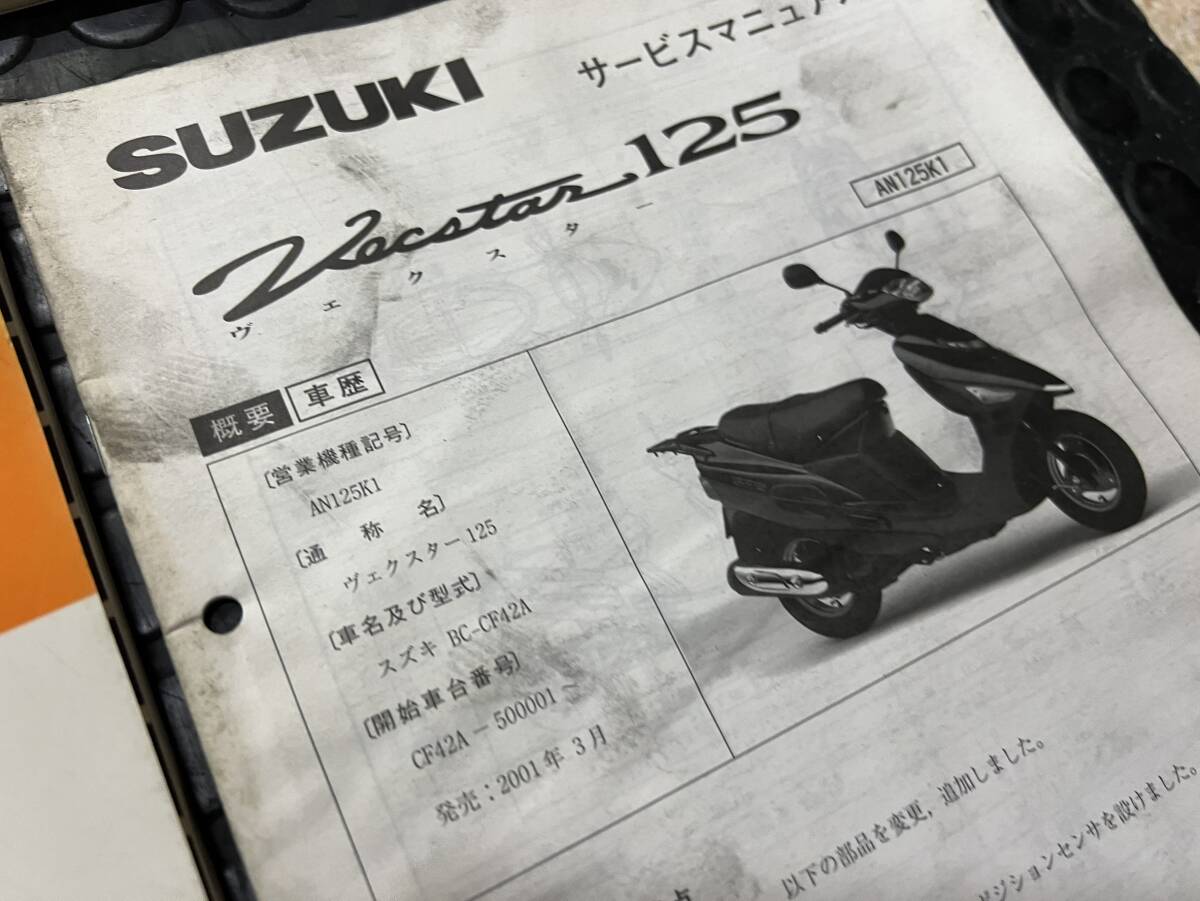 SUZUKI
サービスマニュア
Vecstar 125
ヴェクスター
AN125K1
概要 車歴
〔営業機種記号〕
AN125K1
〔通 称 名〕
ヴェクスター125
〔車名及び型式〕
スズキ BC-CF42A
〔開始車台番号〕
CF42A-500001~
発売:2001年 3月
以下の部品を変更,追加しました。
ポジションセンサを設けました。
点